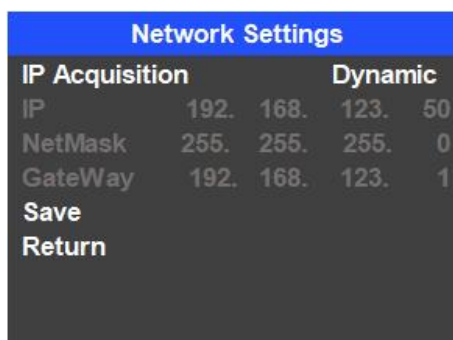 Network Settings
IP Acquisition Dynamic
IP 192. 168. 123. 50
NetMask 255. 255. 255. 0
GateWay 192. 168. 123. 1
Save
Return